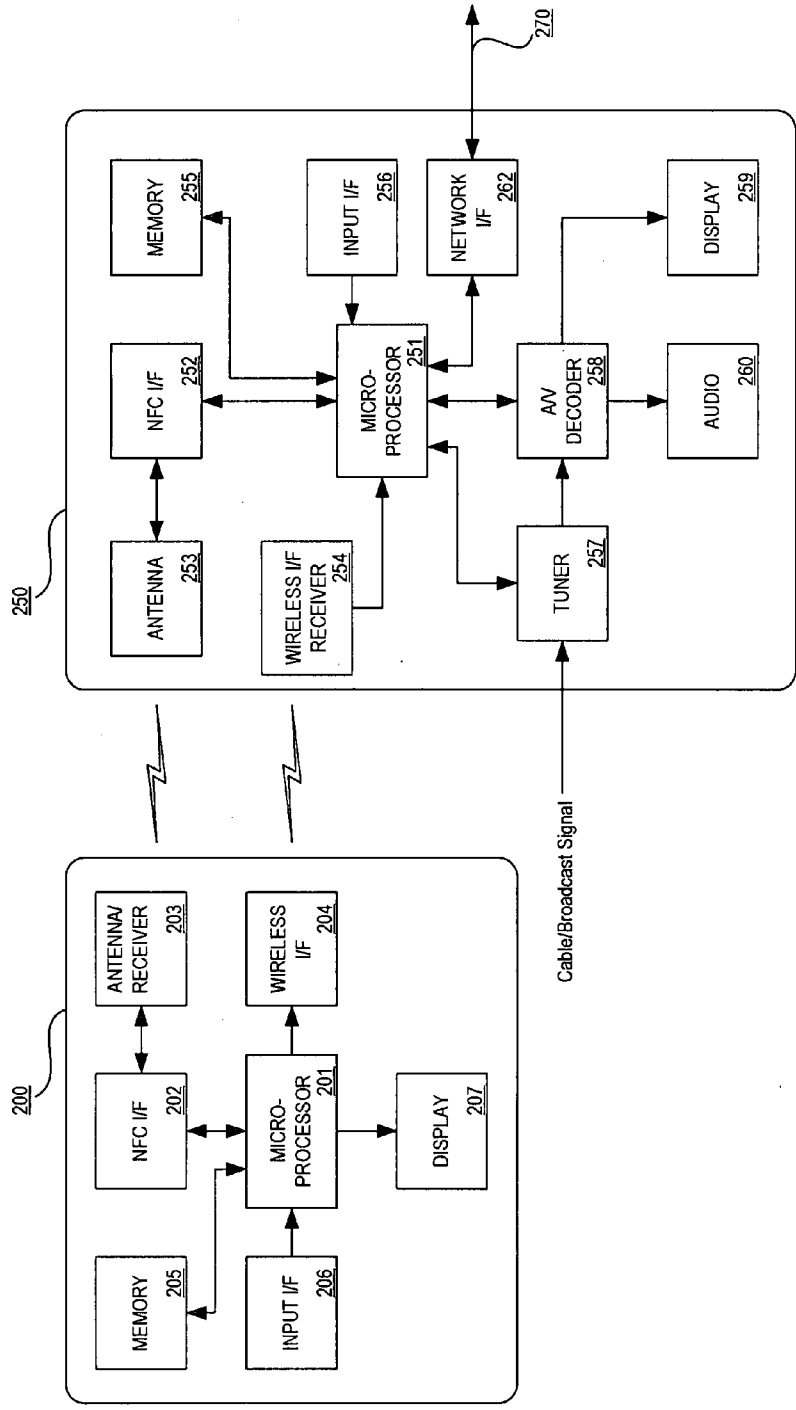 200
MEMORY
205
NFC I/F
202
ANTENNA/
RECEIVER
203
INPUT I/F
206
MICRO-
PROCESSOR
201
WIRELESS
I/F
204
DISPLAY
207
250
ANTENNA
253
NFC I/F
252
MEMORY
255
WIRELESS I/F
RECEIVER
254
MICRO-
PROCESSOR
251
INPUT I/F
256
NETWORK
I/F
262
270
Cable/Broadcast Signal
TUNER
257
A/V
DECODER
258
AUDIO
260
DISPLAY
259